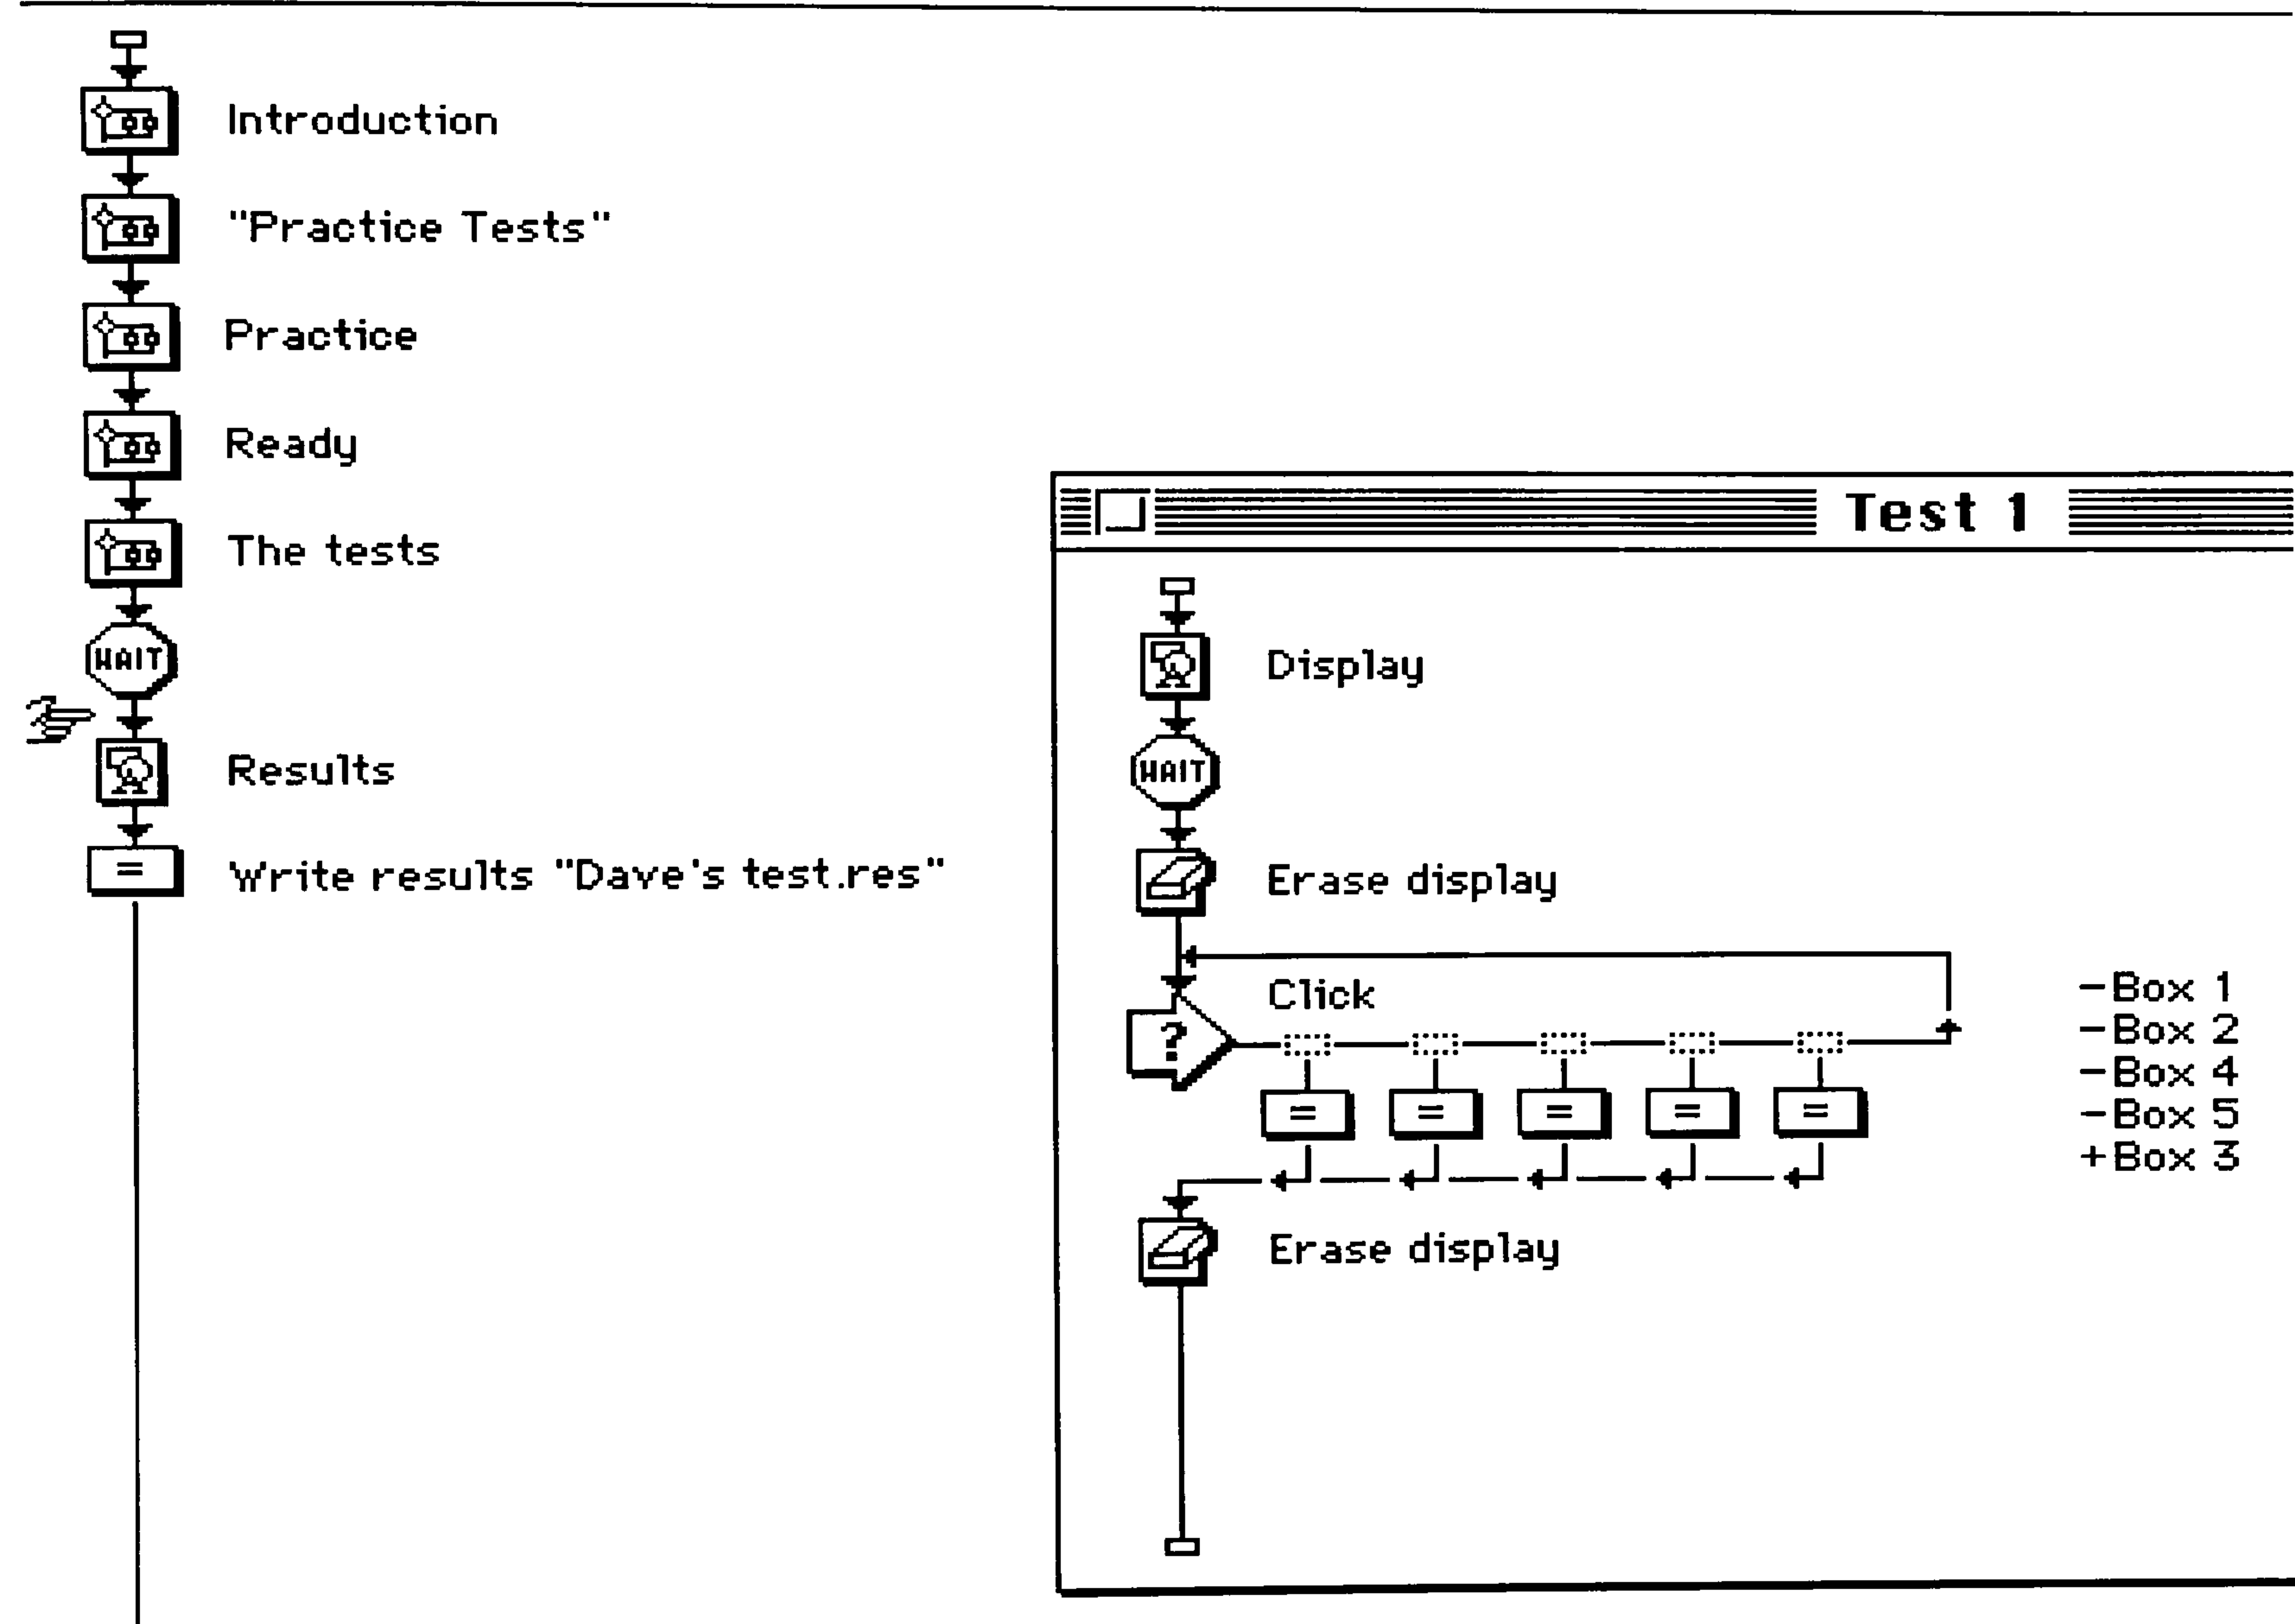 Introduction
"Practice Tests"
Practice
Ready
The tests
WAIT
Results
=
Write results "Dave's test.res"
Test 1
Display
WAIT
Erase display
Click
?
= = = = =
-Box 1
-Box 2
-Box 4
-Box 5
+Box 3
Erase display